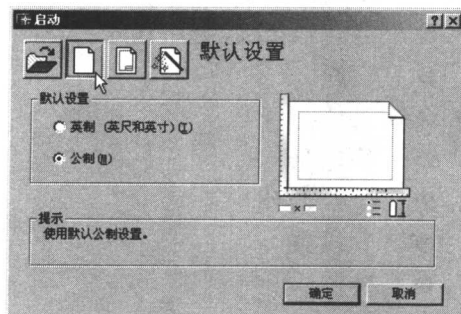 启动
默认设置
默认设置
英制 (英尺和英寸)(I)
公制(M)
提示
使用默认公制设置。
确定
取消